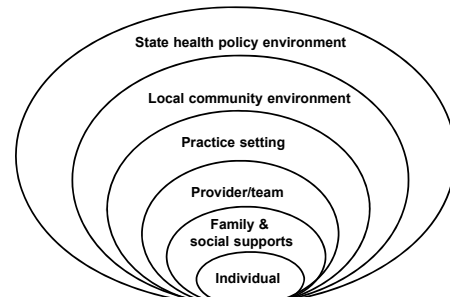 State health policy environment
Local community environment
Practice setting
Provider/team
Family &
social supports
Individual